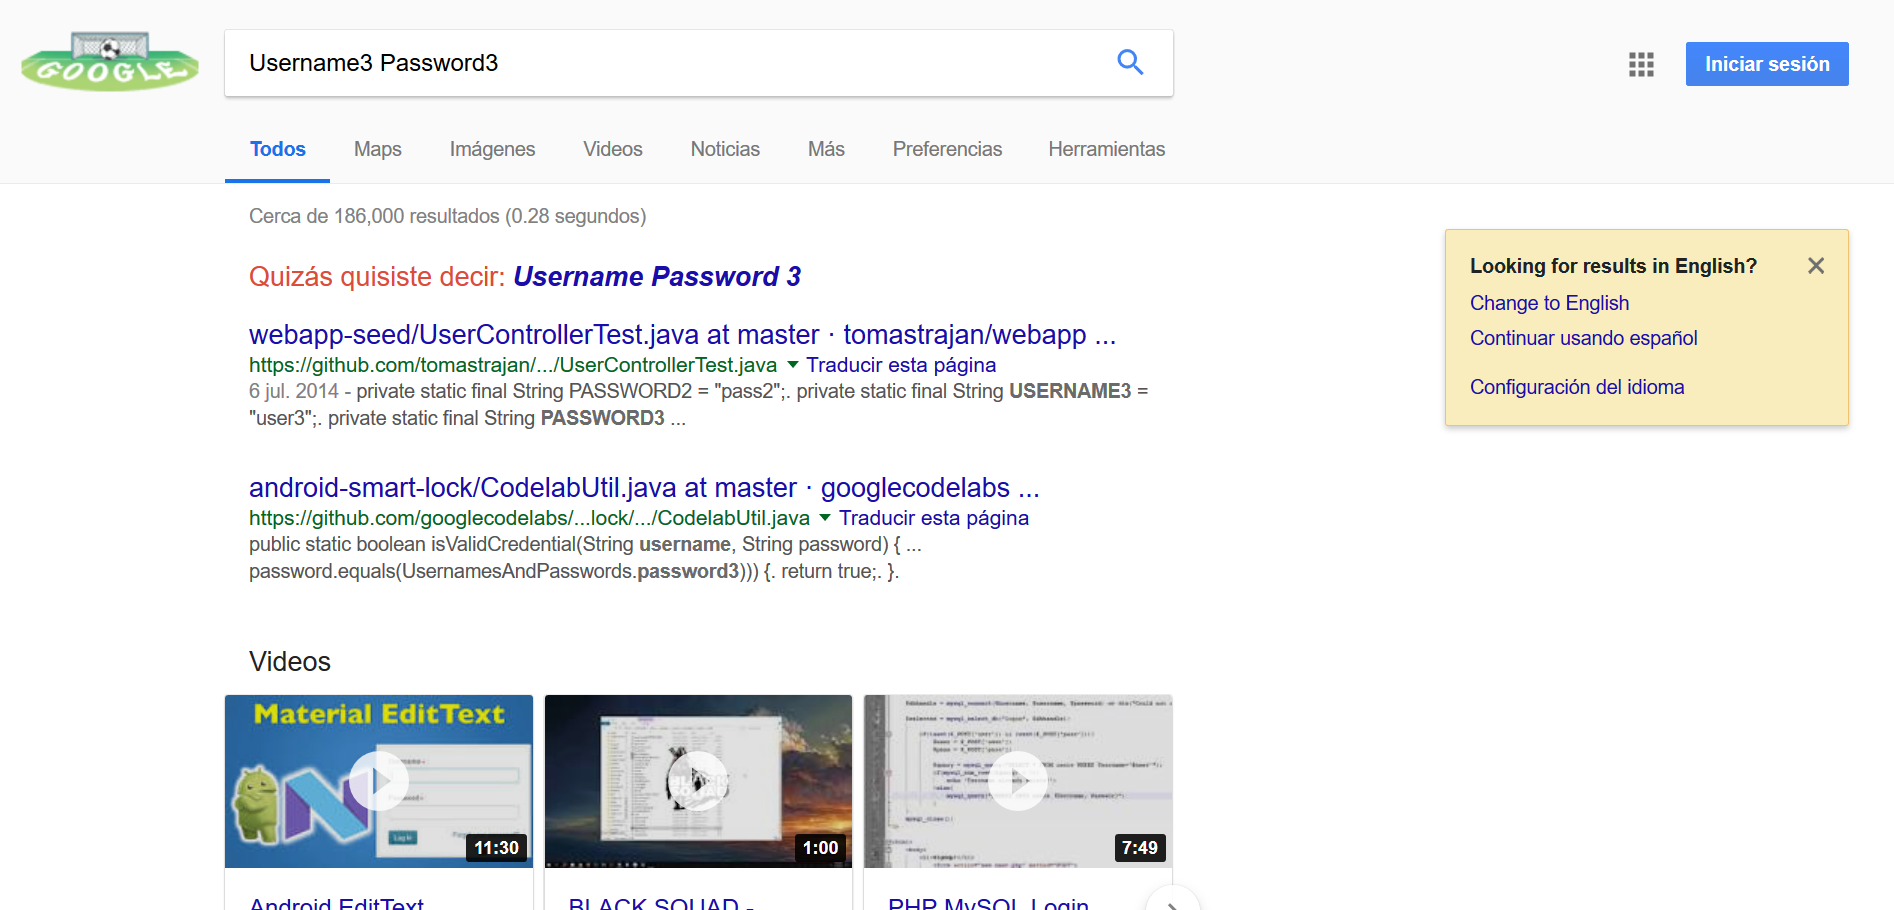 GOOGLE
Username3 Password3
Iniciar sesión
Todos Maps Imágenes Videos Noticias Más Preferencias Herramientas
Cerca de 186,000 resultados (0.28 segundos)
Quizás quisiste decir: Username Password 3
webapp-seed/UserControllerTest.java at master · tomastrajan/webapp ...
https://github.com/tomastrajan/.../UserControllerTest.java Traducir esta página
6 jul. 2014 - private static final String PASSWORD2 = "pass2";. private static final String USERNAME3 =
"user3";. private static final String PASSWORD3 ...
android-smart-lock/CodelabUtil.java at master · googlecodelabs ...
https://github.com/googlecodelabs/...lock/.../CodelabUtil.java Traducir esta página
public static boolean isValidCredential(String username, String password) { ...
password.equals(UsernamesAndPasswords.password3))) {. return true;. }.
Looking for results in English?
Change to English
Continuar usando español
Configuración del idioma
Videos
Material EditText
Log In
11:30
1:00
7:49
Android EditText
BLACK SQUAD -
PHP MySQL Login